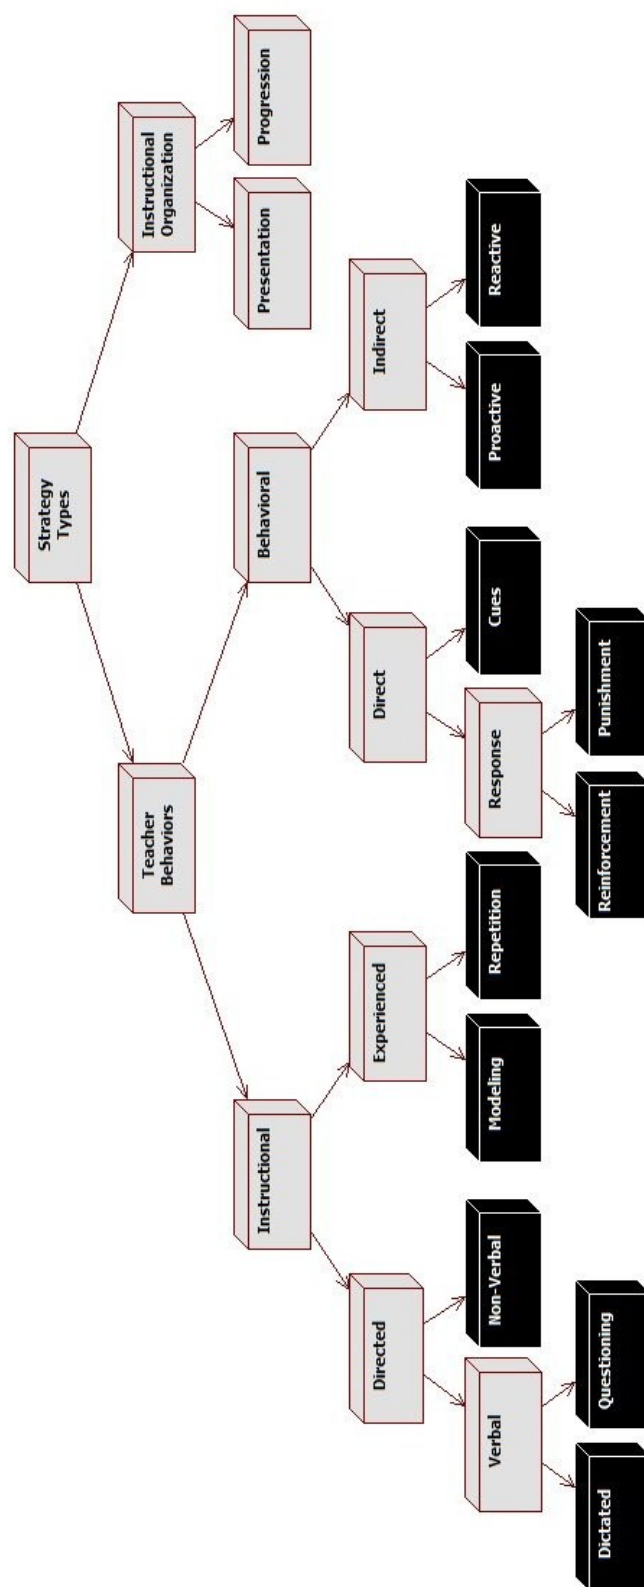 Strategy
Types
Teacher
Behaviors
Instructional
Organization
Instructional
Behavioral
Presentation
Progression
Directed
Experienced
Direct
Indirect
Verbal
Non-Verbal
Modeling
Repetition
Response
Cues
Proactive
Reactive
Dictated
Questioning
Reinforcement
Punishment